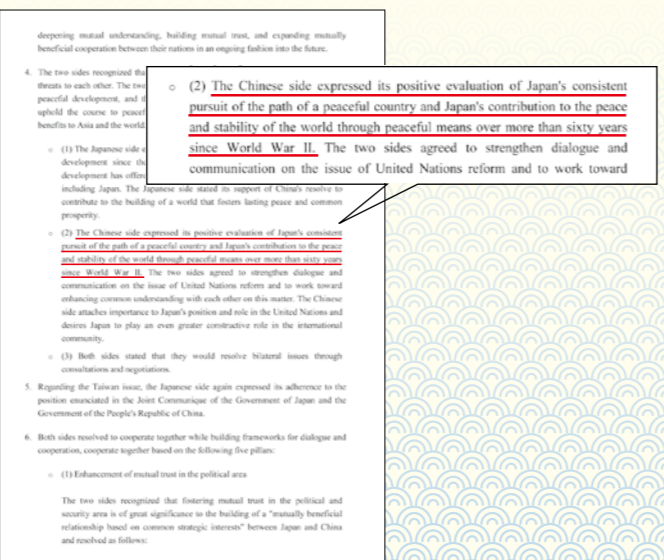 deepening mutual understanding, building mutual trust, and expanding mutually
beneficial cooperation between their nations in an ongoing fashion into the future.
4. The two sides recognized tha
threats to each other. The two
peaceful development, and t
uphold the course to peacef
benefits to Asia and the world
(1) The Japanese side e
development since th
development has offere
including Japan. The Japanese side stated its support of China's resolve to
contribute to the building of a world that fosters lasting peace and common
prosperity.
(2) The Chinese side expressed its positive evaluation of Japan's consistent
pursuit of the path of a peaceful country and Japan's contribution to the peace
and stability of the world through peaceful means over more than sixty years
since World War II. The two sides agreed to strengthen dialogue and
communication on the issue of United Nations reform and to work toward
(2) The Chinese side expressed its positive evaluation of Japan's consistent
pursuit of the path of a peaceful country and Japan's contribution to the peace
and stability of the world through peaceful means over more than sixty years
since World War II. The two sides agreed to strengthen dialogue and
communication on the issue of United Nations reform and to work toward
enhancing common understanding with each other on this matter. The Chinese
side attaches importance to Japan's position and role in the United Nations and
desires Japan to play an even greater constructive role in the international
community.
(3) Both sides stated that they would resolve bilateral issues through
consultations and negotiations.
5. Regarding the Taiwan issue, the Japanese side again expressed its adherence to the
position enunciated in the Joint Communique of the Government of Japan and the
Government of the People's Republic of China.
6. Both sides resolved to cooperate together while building frameworks for dialogue and
cooperation, cooperate together based on the following five pillars:
(1) Enhancement of mutual trust in the political area
The two sides recognized that fostering mutual trust in the political and
security area is of great significance to the building of a "mutually beneficial
relationship based on common strategic interests" between Japan and China
and resolved as follows: